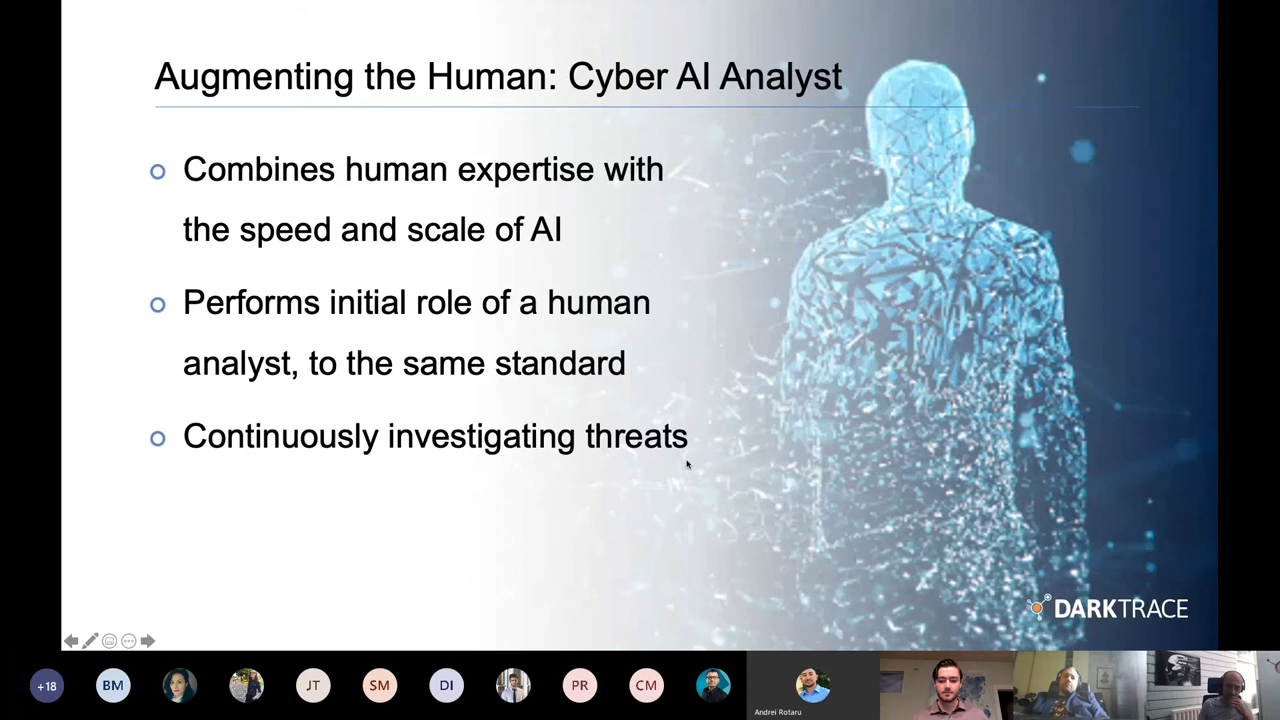 Augmenting the Human: Cyber AI Analyst
Combines human expertise with
the speed and scale of AI
Performs initial role of a human
analyst, to the same standard
Continuously investigating threats
DARKTRACE
+18
BM
JT
SM
DI
PR
CM
Andrei Rotaru